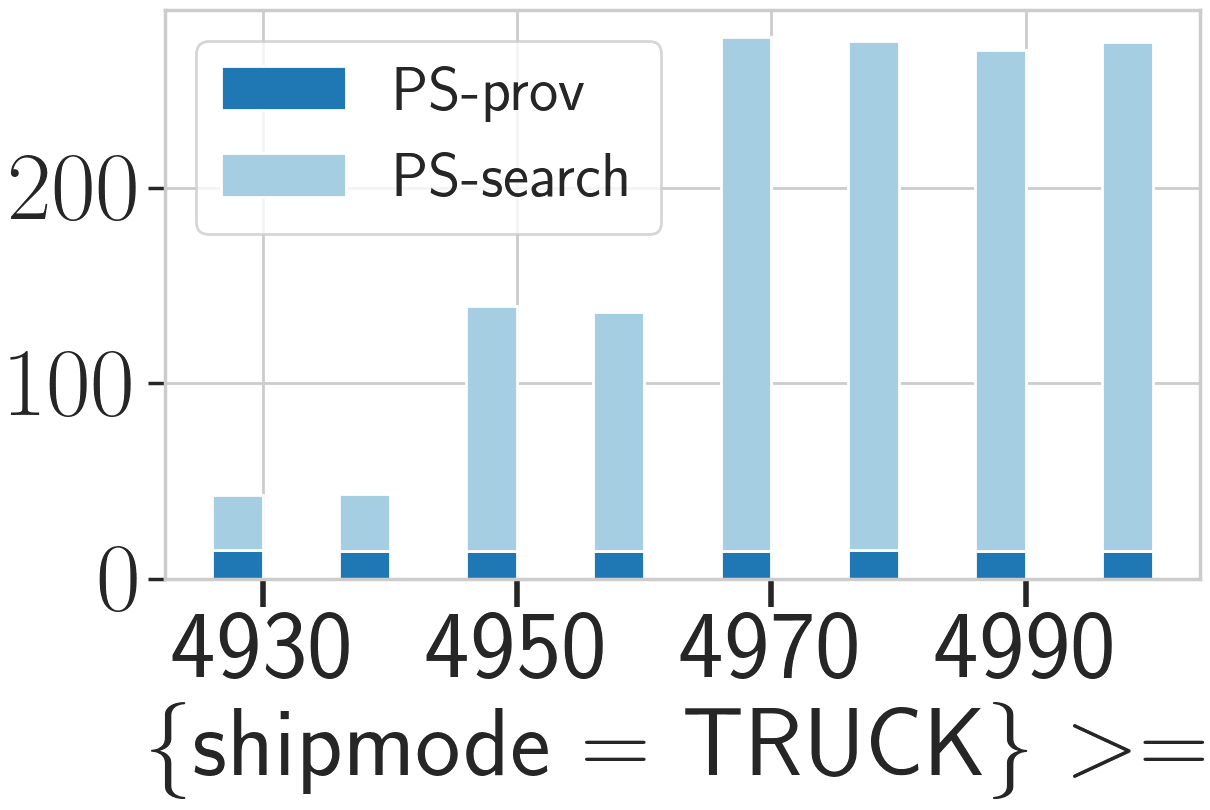 PS-prov
PS-search
200
100
0
4930 4950 4970 4990
{shipmode = TRUCK} >=